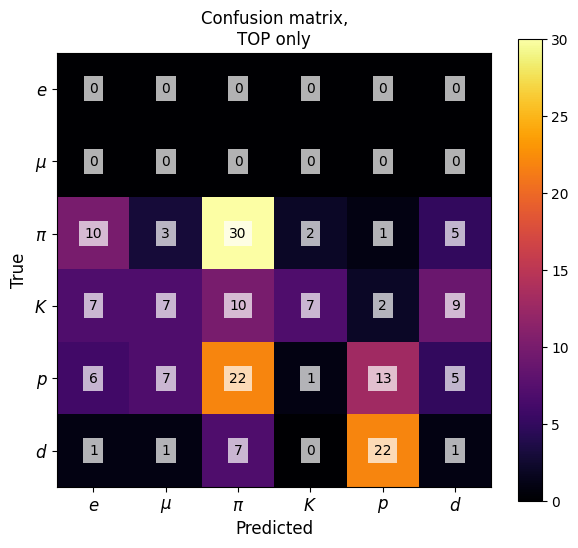 Confusion matrix,
TOP only
True
e 0 0 0 0 0 0
μ 0 0 0 0 0 0
π 10 3 30 2 1 5
K 7 7 10 7 2 9
p 6 7 22 1 13 5
d 1 1 7 0 22 1
e μ π K p d
Predicted
30
25
20
15
10
5
0